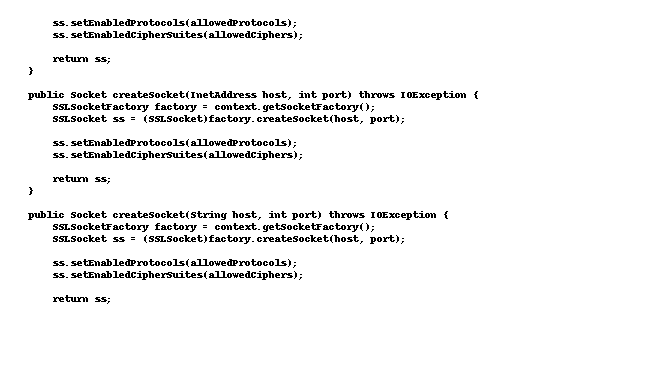 ss.setEnabledProtocols(allowedProtocols);
ss.setEnabledCipherSuites(allowedCiphers);
return ss;
}
public Socket createSocket(InetAddress host, int port) throws IOException {
SSLSocketFactory factory = context.getSocketFactory();
SSLSocket ss = (SSLSocket)factory.createSocket(host, port);
ss.setEnabledProtocols(allowedProtocols);
ss.setEnabledCipherSuites(allowedCiphers);
return ss;
}
public Socket createSocket(String host, int port) throws IOException {
SSLSocketFactory factory = context.getSocketFactory();
SSLSocket ss = (SSLSocket)factory.createSocket(host, port);
ss.setEnabledProtocols(allowedProtocols);
ss.setEnabledCipherSuites(allowedCiphers);
return ss;